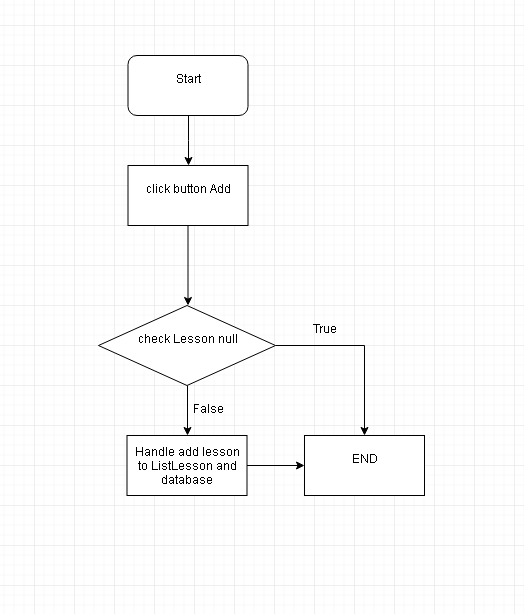 Start
click button Add
check Lesson null
True
False
Handle add lesson
to ListLesson and
database
END